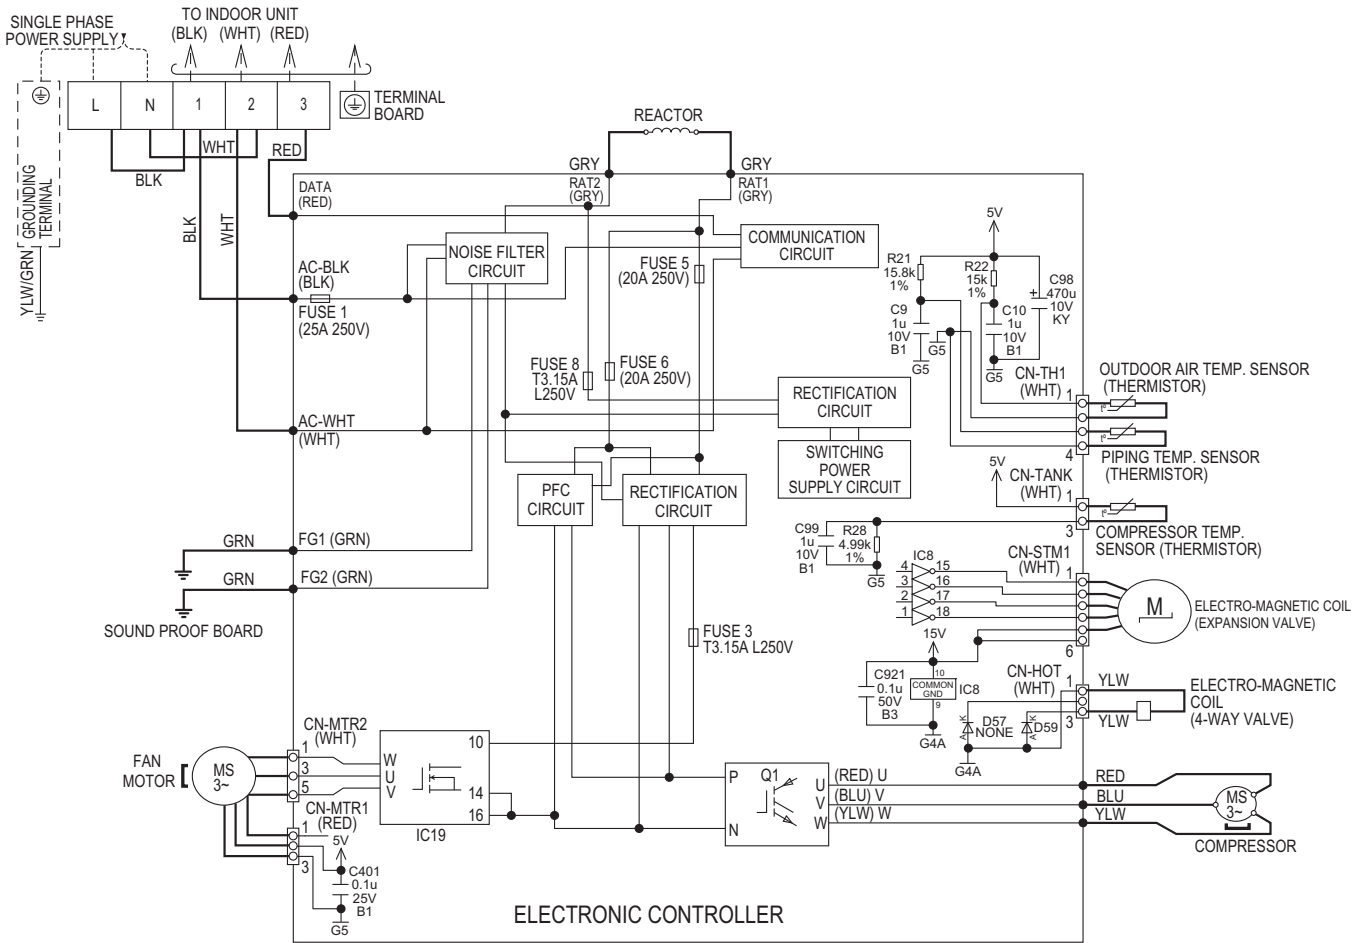 SINGLE PHASE
POWER SUPPLY
TO INDOOR UNIT
(BLK) (WHT) (RED)
L N 1 2 3
TERMINAL
BOARD
GROUNDING
TERMINAL
YLW/GRN
WHT
RED
BLK
BLK
WHT
REACTOR
GRY
GRY
RAT2
(GRY)
RAT1
(GRY)
DATA
(RED)
AC-BLK
(BLK)
FUSE 1
(25A 250V)
NOISE FILTER
CIRCUIT
COMMUNICATION
CIRCUIT
FUSE 5
(20A 250V)
FUSE 8
T3.15A
L250V
FUSE 6
(20A 250V)
AC-WHT
(WHT)
RECTIFICATION
CIRCUIT
SWITCHING
POWER
SUPPLY CIRCUIT
PFC
CIRCUIT
RECTIFICATION
CIRCUIT
5V
R21
15.8k
1%
R22
15k
1%
C98
470u
10V
KY
+
C9
1u
10V
B1
C10
1u
10V
B1
G5
G5
G5
CN-TH1
(WHT)
1
4
OUTDOOR AIR TEMP. SENSOR
(THERMISTOR)
t°
t°
PIPING TEMP. SENSOR
(THERMISTOR)
5V
CN-TANK
(WHT)
1
3
t°
COMPRESSOR TEMP.
SENSOR (THERMISTOR)
C99
1u
10V
B1
R28
4.99k
1%
G5
CN-STM1
(WHT)
IC8
4 15
3 16
2 17
1 18
1
6
M
ELECTRO-MAGNETIC COIL
(EXPANSION VALVE)
15V
C921
0.1u
50V
B3
10
COMMON
GND
9
IC8
G4A
CN-HOT
(WHT)
1
3
YLW
YLW
ELECTRO-MAGNETIC
COIL
(4-WAY VALVE)
A K
D57
NONE
A K
D59
G4A
GRN
FG1 (GRN)
GRN
FG2 (GRN)
SOUND PROOF BOARD
FUSE 3
T3.15A L250V
CN-MTR2
(WHT)
1
3
5
FAN
MOTOR
MS
3~
W
U
V
10
14
16
IC19
CN-MTR1
(RED)
1
3
5V
C401
0.1u
25V
B1
G5
P
N
Q1
U
V
W
(RED) U
(BLU) V
(YLW) W
RED
BLU
YLW
MS
3~
COMPRESSOR
ELECTRONIC CONTROLLER